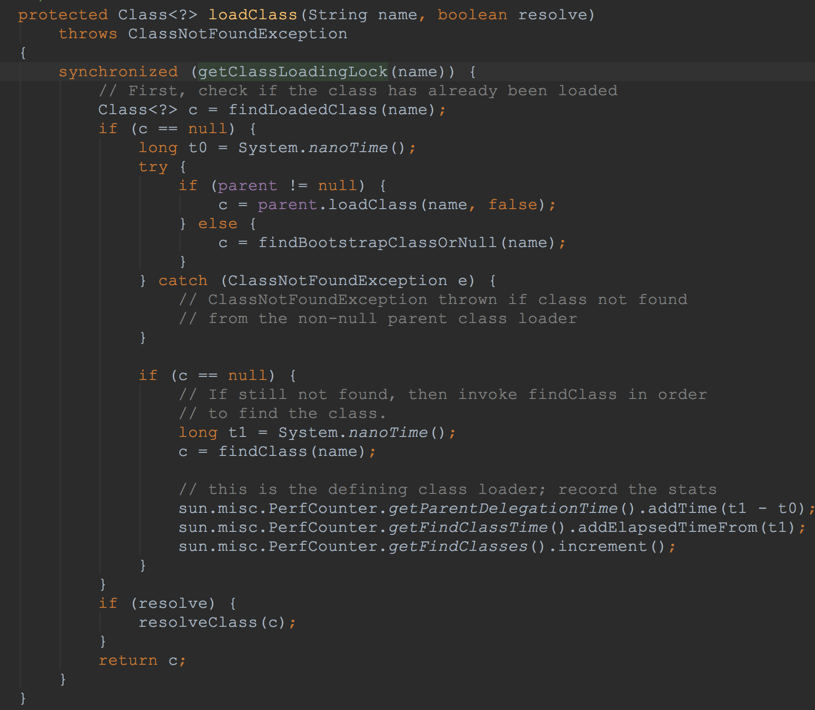 protected Class<?> loadClass(String name, boolean resolve)
    throws ClassNotFoundException
{
    synchronized (getClassLoadingLock(name)) {
        // First, check if the class has already been loaded
        Class<?> c = findLoadedClass(name);
        if (c == null) {
            long t0 = System.nanoTime();
            try {
                if (parent != null) {
                    c = parent.loadClass(name, false);
                } else {
                    c = findBootstrapClassOrNull(name);
                }
            } catch (ClassNotFoundException e) {
                // ClassNotFoundException thrown if class not found
                // from the non-null parent class loader
            }

            if (c == null) {
                // If still not found, then invoke findClass in order
                // to find the class.
                long t1 = System.nanoTime();
                c = findClass(name);

                // this is the defining class loader; record the stats
                sun.misc.PerfCounter.getParentDelegationTime().addTime(t1 - t0);
                sun.misc.PerfCounter.getFindClassTime().addElapsedTimeFrom(t1);
                sun.misc.PerfCounter.getFindClasses().increment();
            }
        }
        if (resolve) {
            resolveClass(c);
        }
        return c;
    }
}